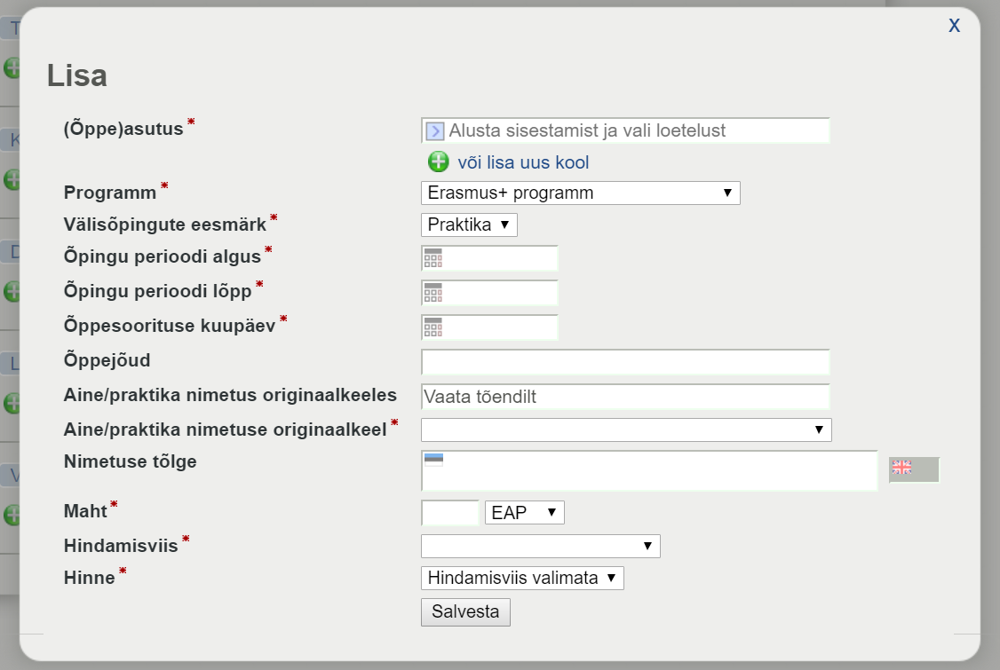 X
Lisa
(Õppe)asutus *
Alusta sisestamist ja vali loetelust
või lisa uus kool
Programm * Erasmus+ programm
Välisõpingute eesmärk * Praktika
Õpingu perioodi algus *
Õpingu perioodi lõpp *
Õppesoorituse kuupäev *
Õppejõud
Aine/praktika nimetus originaalkeeles Vaata tõendilt
Aine/praktika nimetuse originaalkeel *
Nimetuse tõlge
Maht * EAP
Hindamisviis *
Hinne * Hindamisviis valimata
Salvesta
T
K
D
L
V